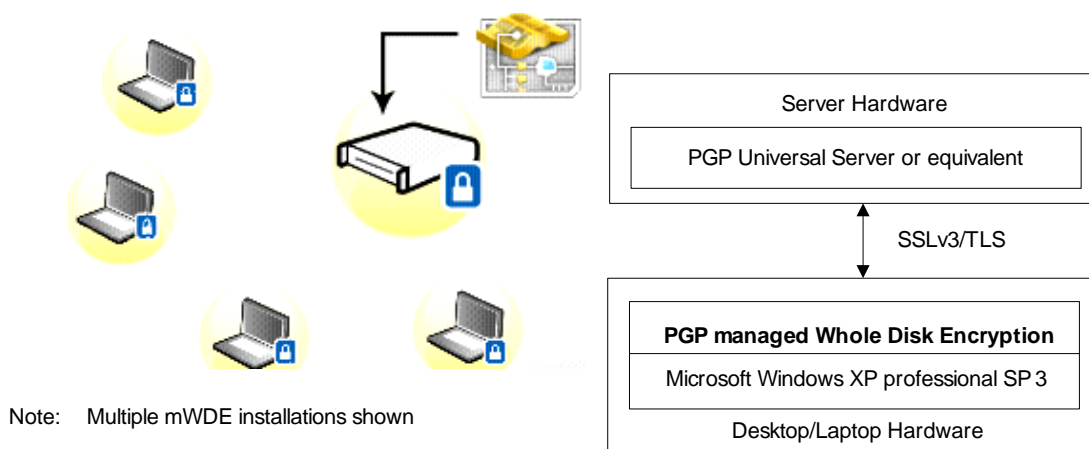 Server Hardware
PGP Universal Server or equivalent
SSLv3/TLS
PGP managed Whole Disk Encryption
Microsoft Windows XP professional SP 3
Desktop/Laptop Hardware
Note: Multiple mWDE installations shown